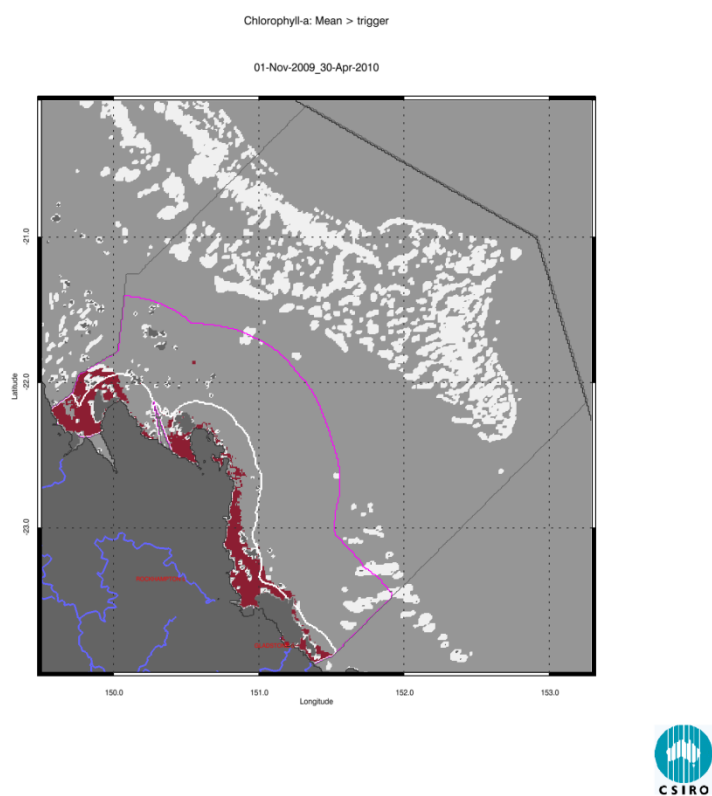 Chlorophyll-a: Mean > trigger
01-Nov-2009_30-Apr-2010
-21.0
-22.0
-23.0
Latitude
ROCKHAMPTON
150.0 151.0 152.0 153.0
Longitude
CSIRO